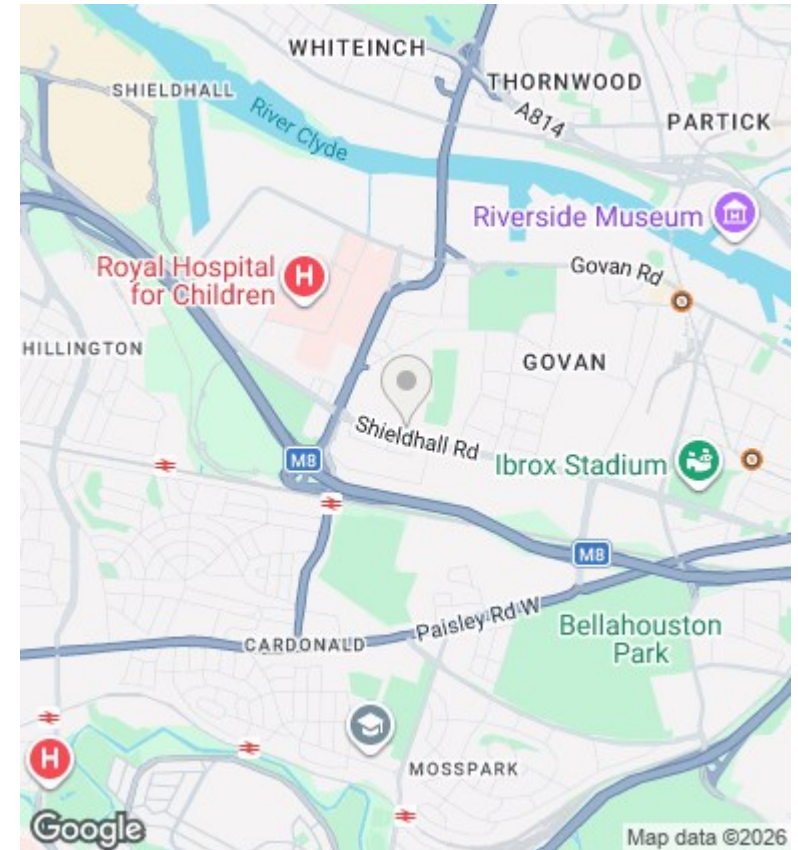 WHITEINCH
SHIELDHALL
THORNWOOD
A814
PARTICK
River Clyde
Riverside Museum
Royal Hospital
for Children
H
Govan Rd
HILLINGTON
GOVAN
Shieldhall Rd
M8
Ibrox Stadium
M8
Paisley Rd W
Bellahouston
Park
CARDONALD
H
MOSSPARK
Google
Map data ©2026